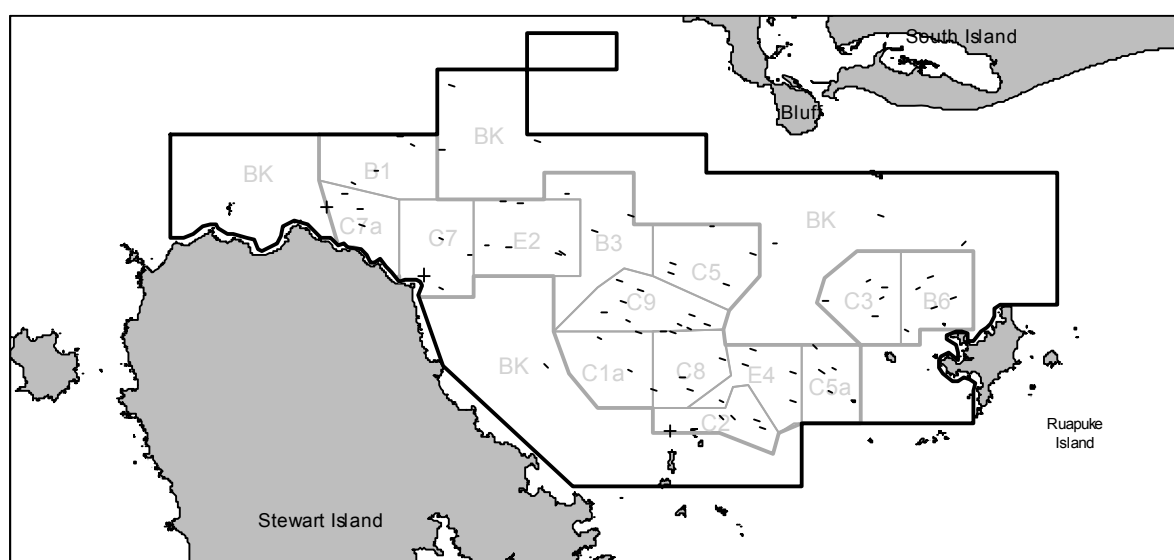 South Island
Bluff
BK
BK
B1
C7a
C7
E2
B3
BK
C5
C9
C3
B6
BK
C1a
C8
E4
C5a
C2
Ruapuke
Island
Stewart Island